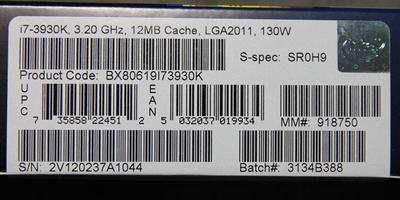 i7-3930K, 3.20 GHz, 12MB Cache, LGA2011, 130W
S-spec: SR0H9
Product Code: BX80619I73930K
UPC
EAN
7 35858 22451 2 5 032037 019934
MM#: 918750
S/N: 2V120237A1044
Batch#: 3134B388